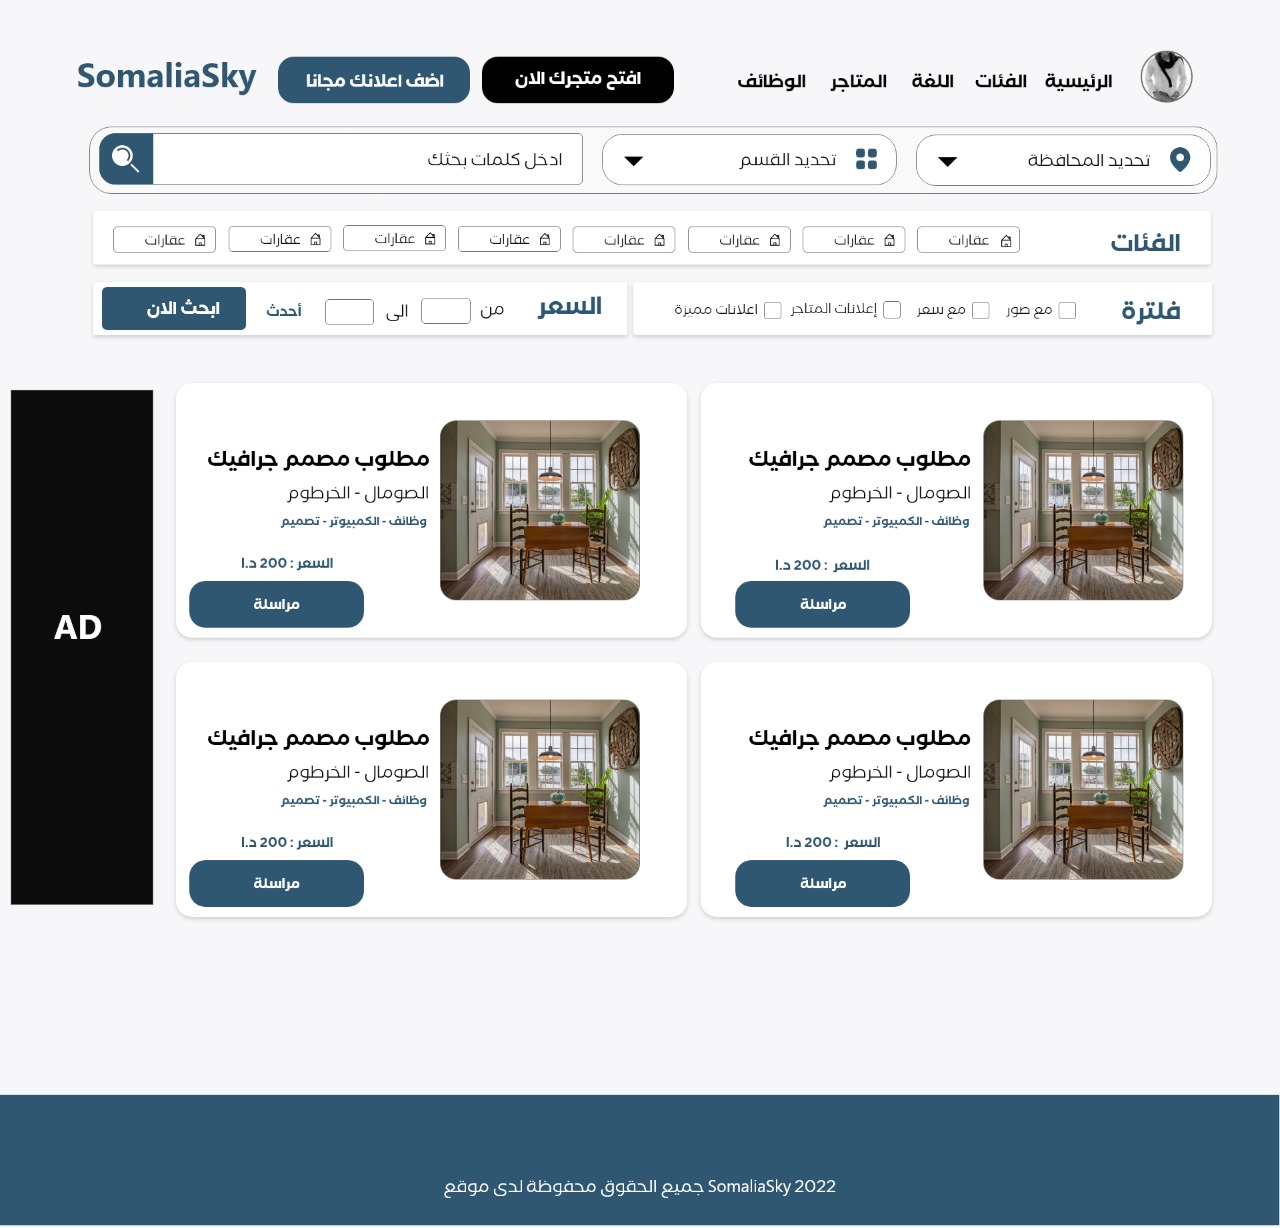 الرئيسية الفئات اللغة المتاجر الوظائف افتح متجرك الان اضف اعلانك مجانا SomaliaSky
تحديد المحافظة تحديد القسم ادخل كلمات بحثك
الفئات عقارات عقارات عقارات عقارات عقارات عقارات عقارات عقارات
فلترة مع صور مع سعر إعلانات المتاجر اعلانات مميزة السعر من الى أحدث ابحث الان
مطلوب مصمم جرافيك
الصومال - الخرطوم
وظائف - الكمبيوتر - تصميم
السعر : 200 د.ا
مراسلة
مطلوب مصمم جرافيك
الصومال - الخرطوم
وظائف - الكمبيوتر - تصميم
السعر : 200 د.ا
مراسلة
AD
مطلوب مصمم جرافيك
الصومال - الخرطوم
وظائف - الكمبيوتر - تصميم
السعر : 200 د.ا
مراسلة
مطلوب مصمم جرافيك
الصومال - الخرطوم
وظائف - الكمبيوتر - تصميم
السعر : 200 د.ا
مراسلة
جميع الحقوق محفوظة لدى موقع SomaliaSky 2022